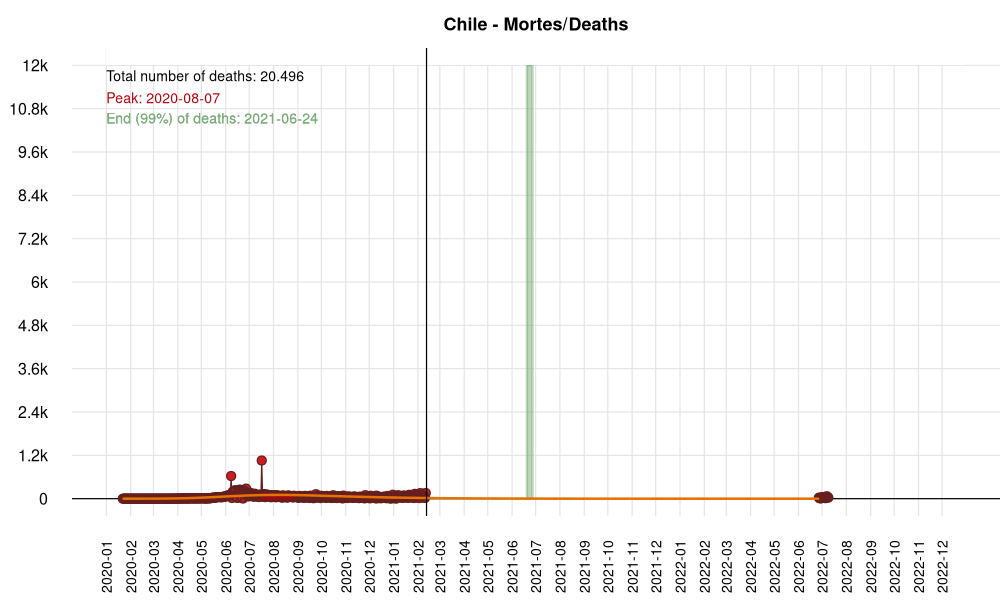 Chile - Mortes/Deaths
Total number of deaths: 20.496
Peak: 2020-08-07
End (99%) of deaths: 2021-06-24
12k
10.8k
9.6k
8.4k
7.2k
6k
4.8k
3.6k
2.4k
1.2k
0
2020-01
2020-02
2020-03
2020-04
2020-05
2020-06
2020-07
2020-08
2020-09
2020-10
2020-11
2020-12
2021-01
2021-02
2021-03
2021-04
2021-05
2021-06
2021-07
2021-08
2021-09
2021-10
2021-11
2021-12
2022-01
2022-02
2022-03
2022-04
2022-05
2022-06
2022-07
2022-08
2022-09
2022-10
2022-11
2022-12